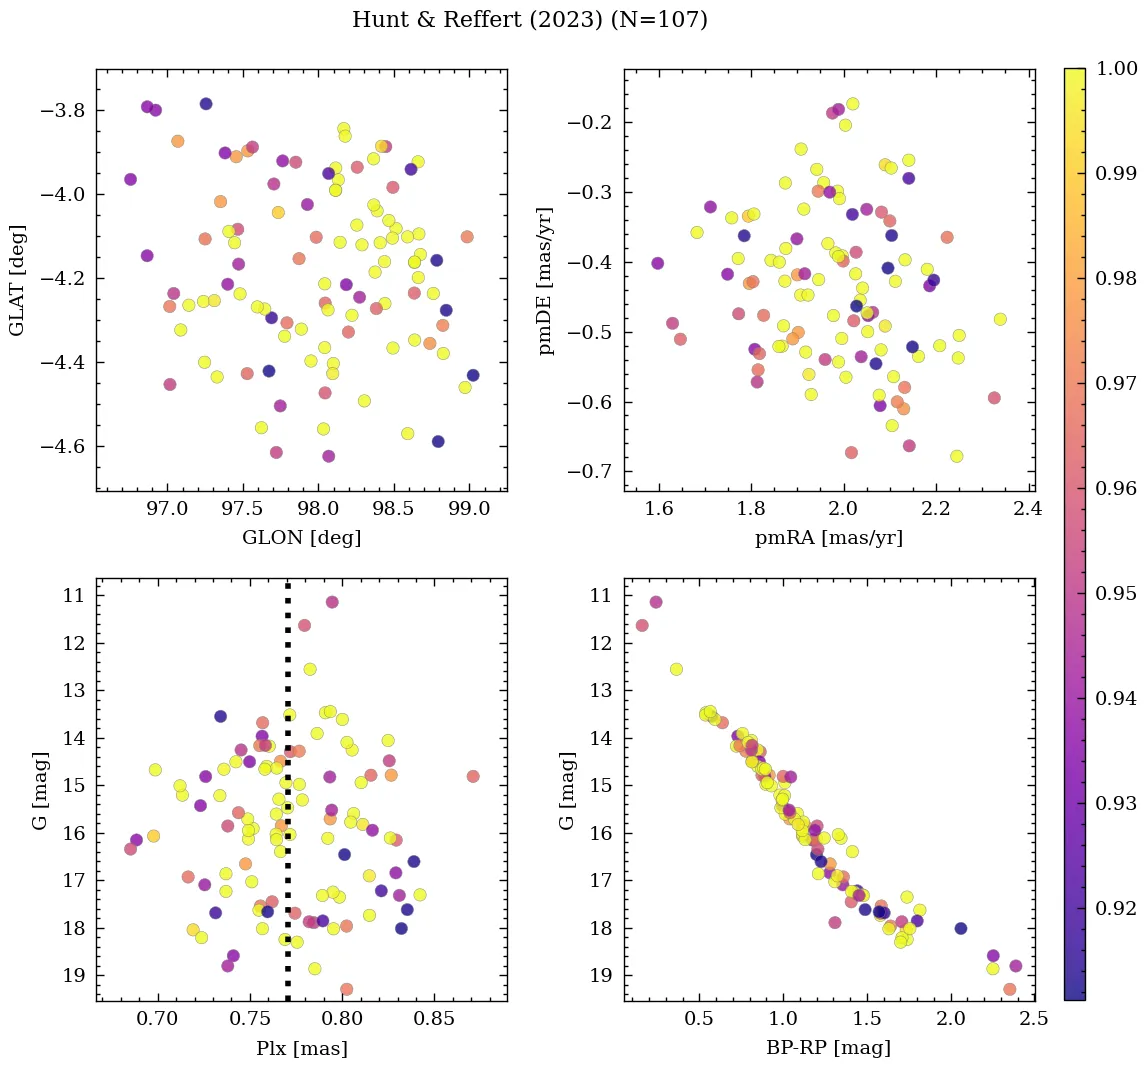 Hunt & Reffert (2023) (N=107)
−3.8
−4.0
−4.2
−4.4
−4.6
GLAT [deg]
97.0 97.5 98.0 98.5 99.0
GLON [deg]
−0.2
−0.3
−0.4
−0.5
−0.6
−0.7
pmDE [mas/yr]
1.6 1.8 2.0 2.2 2.4
pmRA [mas/yr]
11
12
13
14
15
16
17
18
19
G [mag]
0.70 0.75 0.80 0.85
Plx [mas]
11
12
13
14
15
16
17
18
19
G [mag]
0.5 1.0 1.5 2.0 2.5
BP-RP [mag]
1.00
0.99
0.98
0.97
0.96
0.95
0.94
0.93
0.92